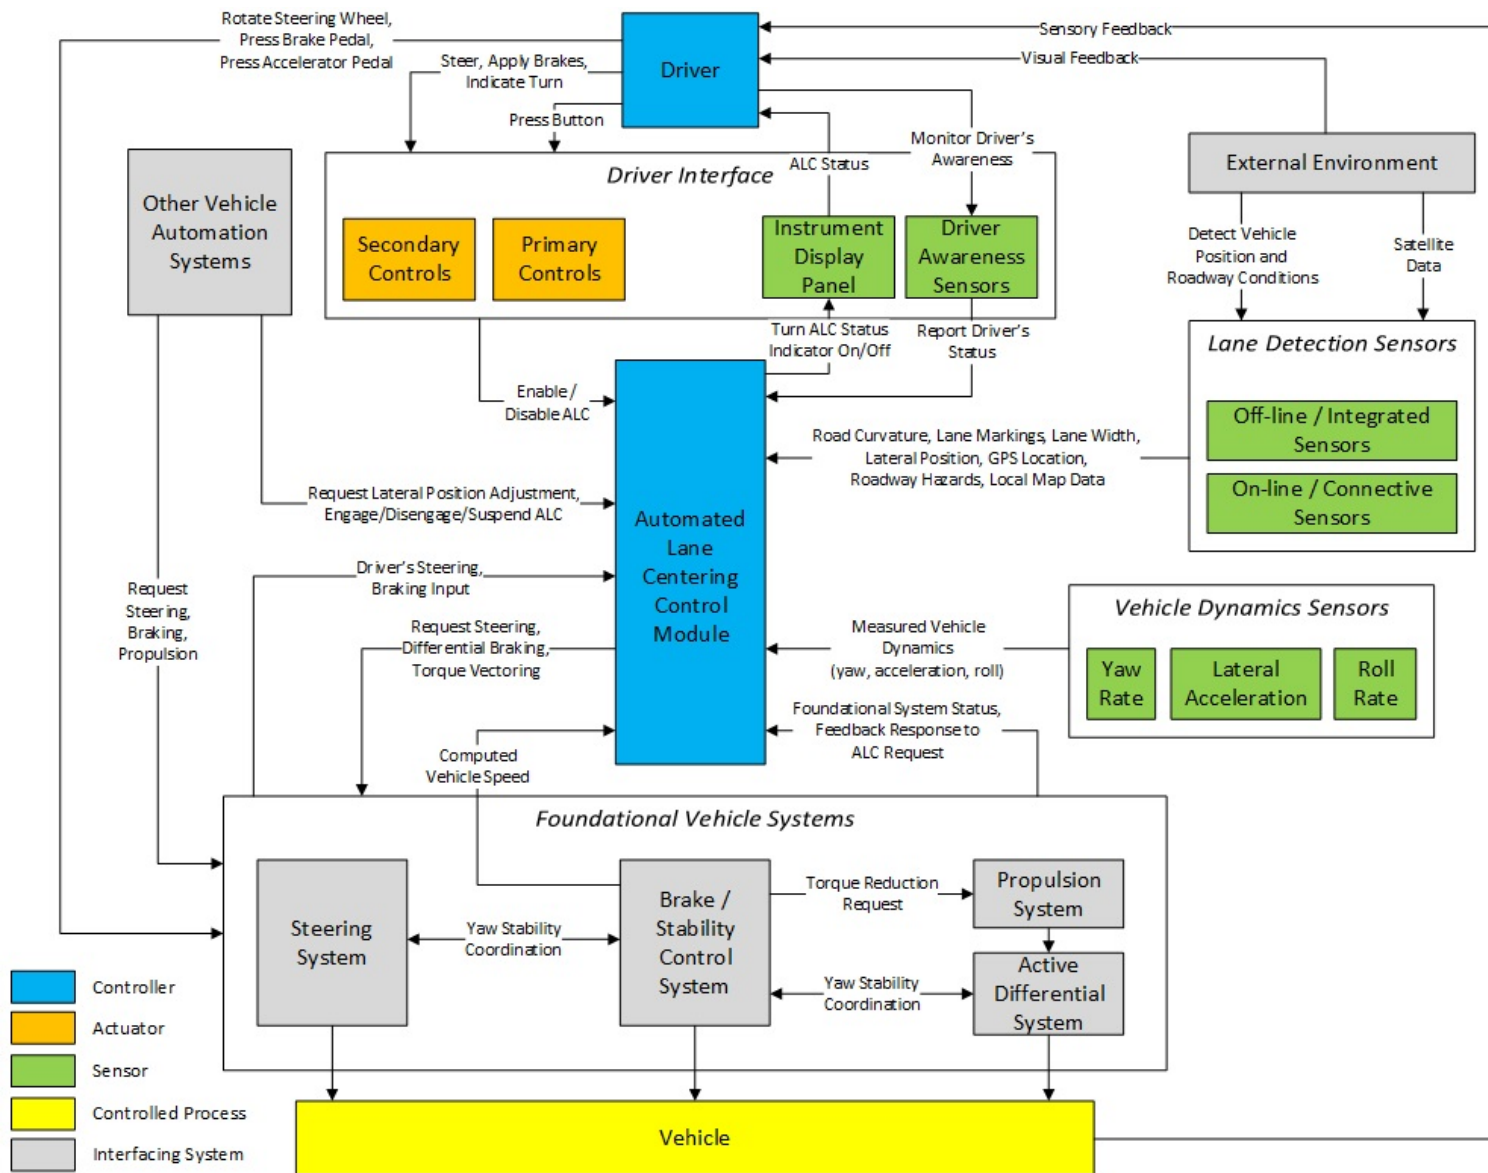 Rotate Steering Wheel,
Press Brake Pedal,
Press Accelerator Pedal
Steer, Apply Brakes,
Indicate Turn
Press Button
Driver
Sensory Feedback
Visual Feedback
Monitor Driver's
Awareness
ALC Status
External Environment
Other Vehicle
Automation
Systems
Driver Interface
Secondary
Controls
Primary
Controls
Instrument
Display
Panel
Driver
Awareness
Sensors
Detect Vehicle
Position and
Roadway Conditions
Satellite
Data
Turn ALC Status
Indicator On/Off
Report Driver's
Status
Lane Detection Sensors
Off-line / Integrated
Sensors
On-line / Connective
Sensors
Enable /
Disable ALC
Road Curvature, Lane Markings, Lane Width,
Lateral Position, GPS Location,
Roadway Hazards, Local Map Data
Request Lateral Position Adjustment,
Engage/Disengage/Suspend ALC
Automated
Lane
Centering
Control
Module
Driver's Steering,
Braking Input
Request
Steering,
Braking,
Propulsion
Request Steering,
Differential Braking,
Torque Vectoring
Measured Vehicle
Dynamics
(yaw, acceleration, roll)
Vehicle Dynamics Sensors
Yaw
Rate
Lateral
Acceleration
Roll
Rate
Foundational System Status,
Feedback Response to
ALC Request
Computed
Vehicle Speed
Foundational Vehicle Systems
Steering
System
Yaw Stability
Coordination
Brake /
Stability
Control
System
Torque Reduction
Request
Propulsion
System
Yaw Stability
Coordination
Active
Differential
System
Vehicle
Controller
Actuator
Sensor
Controlled Process
Interfacing System